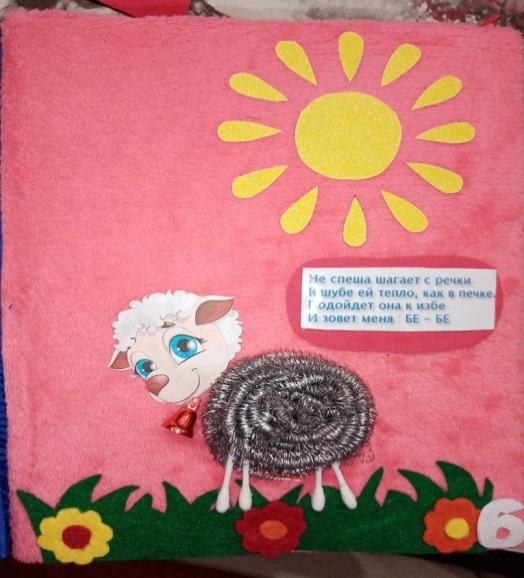 Не спеша шагает с речки
В шубе ей тепло, как в печке.
Подойдет она к избе
И зовет меня : БЕ – БЕ
6